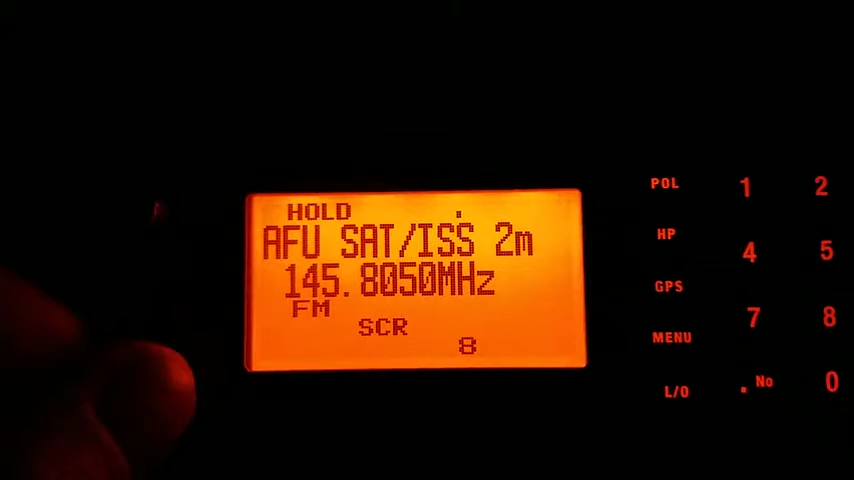 HOLD
AFU SAT/ISS 2m
145.8050MHz
FM
SCR
8
POL 1 2
HP 4 5
GPS
MENU 7 8
L/O . No 0